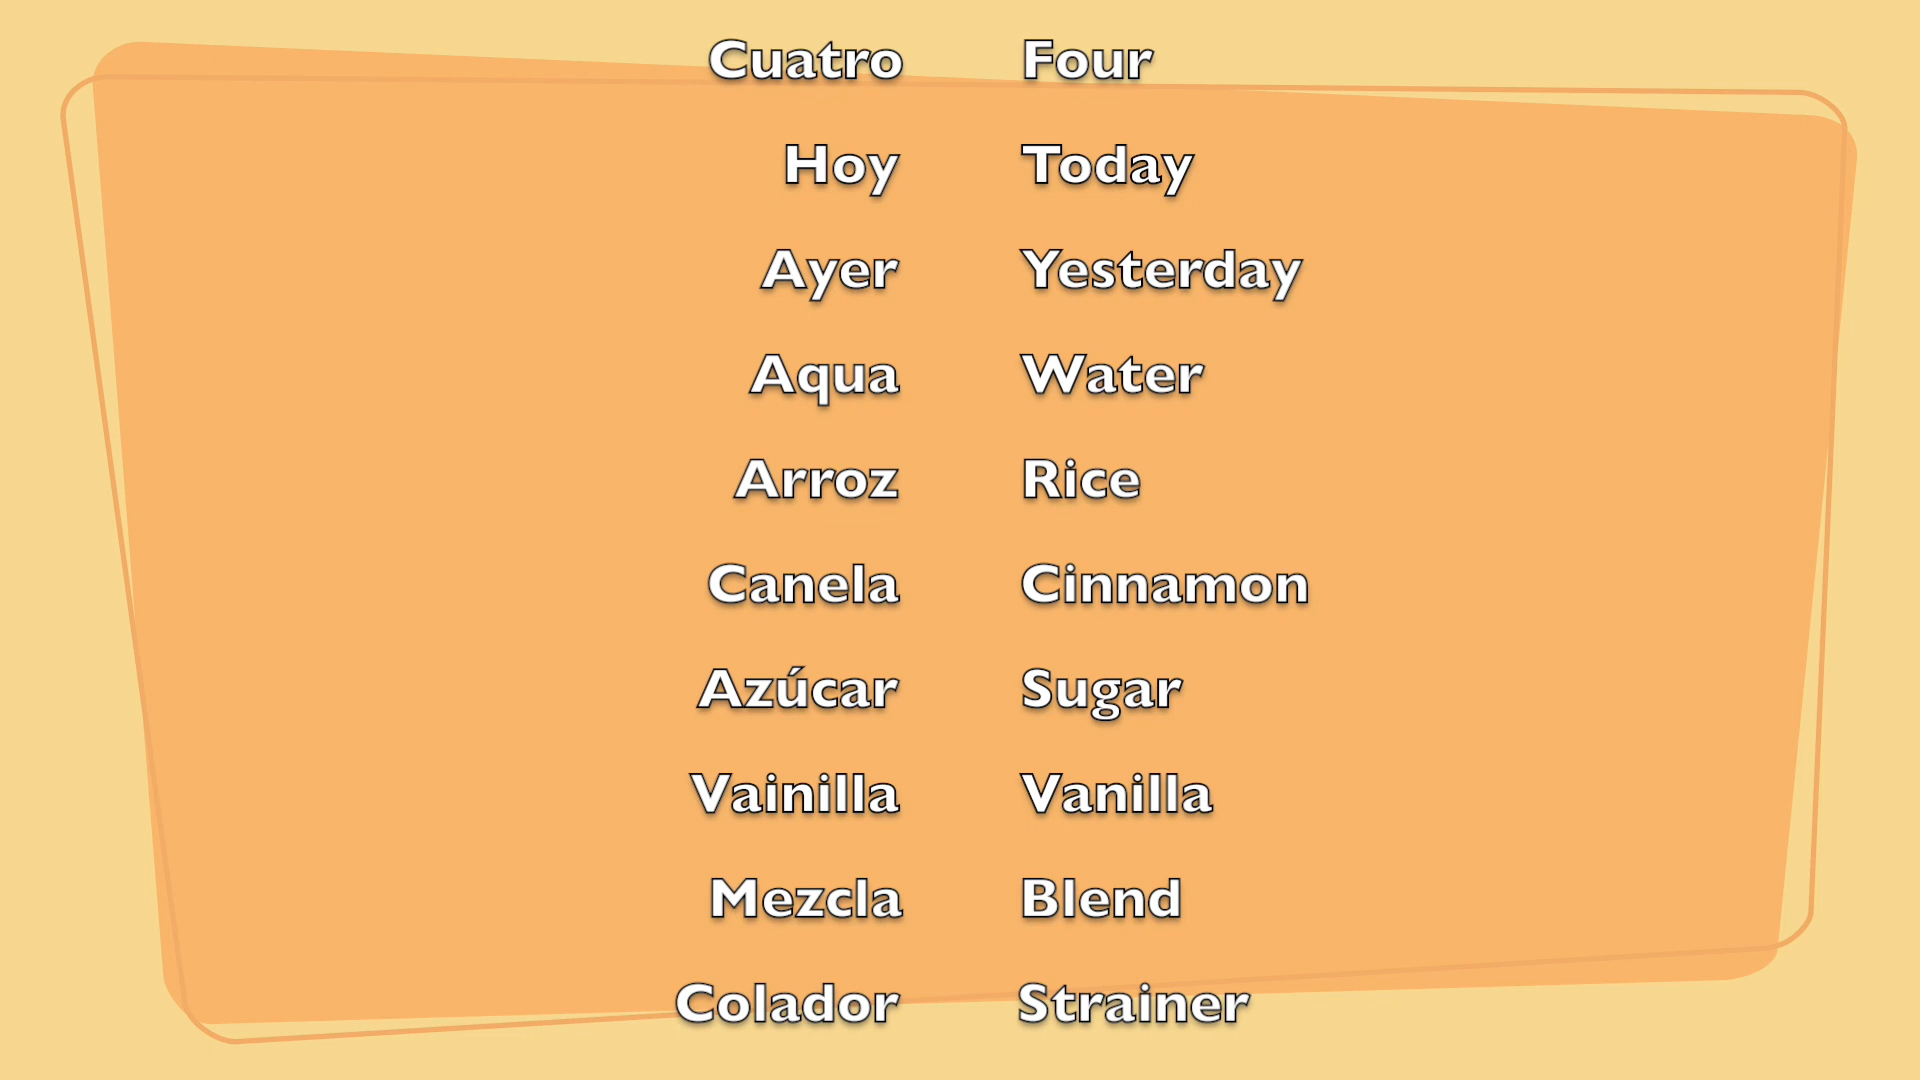 Cuatro Four
Hoy Today
Ayer Yesterday
Aqua Water
Arroz Rice
Canela Cinnamon
Azúcar Sugar
Vainilla Vanilla
Mezcla Blend
Colador Strainer